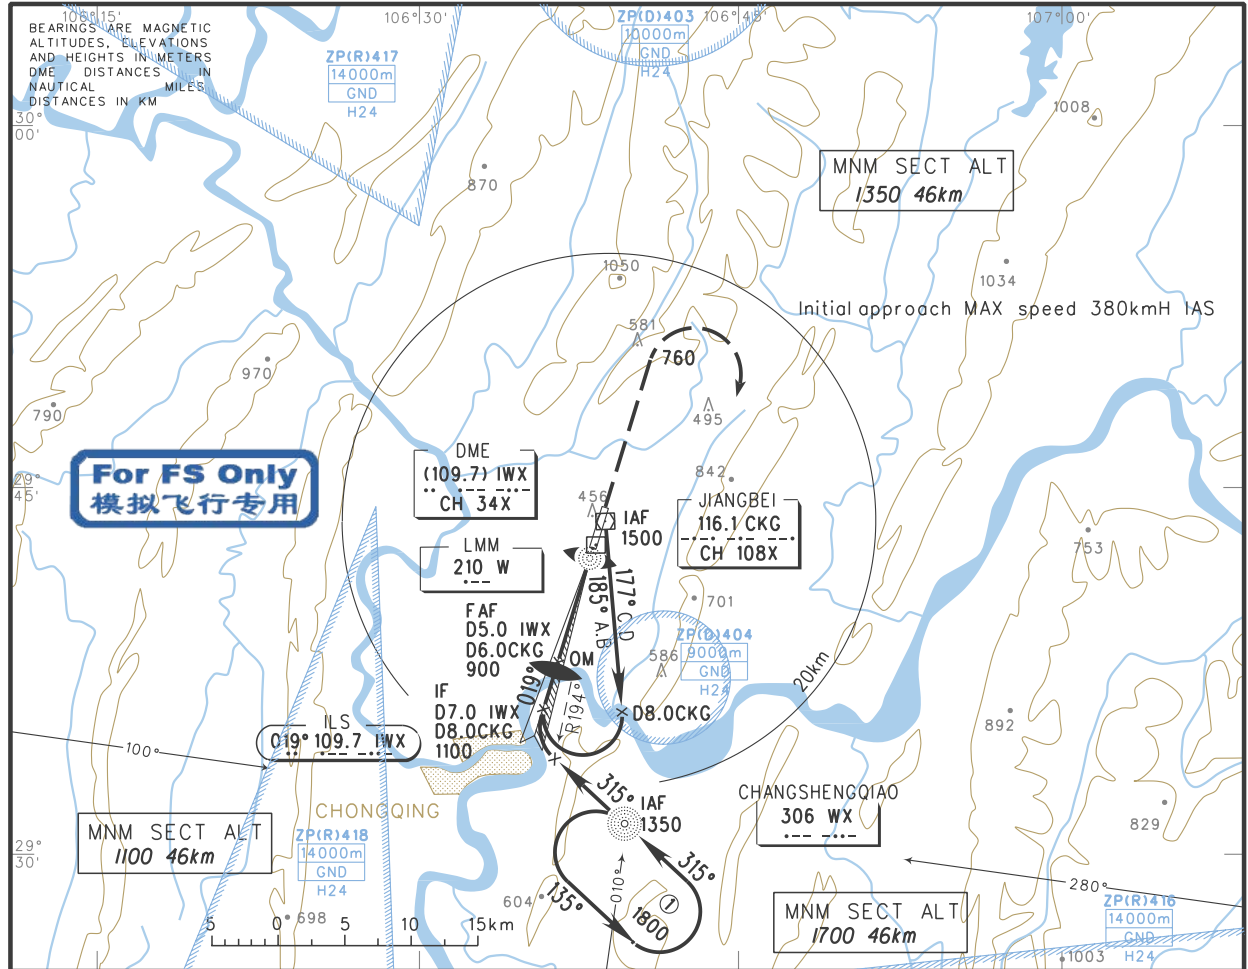 106°15'
106°30'
106°45'
107°00'
BEARINGS ARE MAGNETIC
ALTITUDES, ELEVATIONS
AND HEIGHTS IN METERS
DME DISTANCES IN
NAUTICAL MILES
DISTANCES IN KM
ZP(R)417
14000m
GND
H24
ZP(D)403
10000m
GND
H24
30°
00'
1008
870
MNM SECT ALT
1350 46km
1050
1034
Initial approach MAX speed 380kmH IAS
581
760
970
790
495
DME
(109.7) IWX
CH 34X
842
29°
45'
For FS Only
模拟飞行专用
456
IAF
1500
JIANGBEI
116.1 CKG
CH 108X
LMM
210 W
753
185° A.B
177° C.D
701
FAF
D5.0 IWX
D6.0CKG
900
ZP(D)404
9000m
GND
H24
586
OM
019°
20km
IF
D7.0 IWX
D8.0CKG
1100
R194°
D8.0CKG
892
ILS
019° 109.7 IWX
100°
315°
IAF
1350
CHANGSHENGQIAO
306 WX
CHONGQING
829
MNM SECT ALT
1100 46km
ZP(R)418
14000m
GND
H24
29°
30'
315°
010°
135°
1800
1
280°
604
698
MNM SECT ALT
1700 46km
ZP(R)416
14000m
GND
H24
1003
5 0 5 10 15km